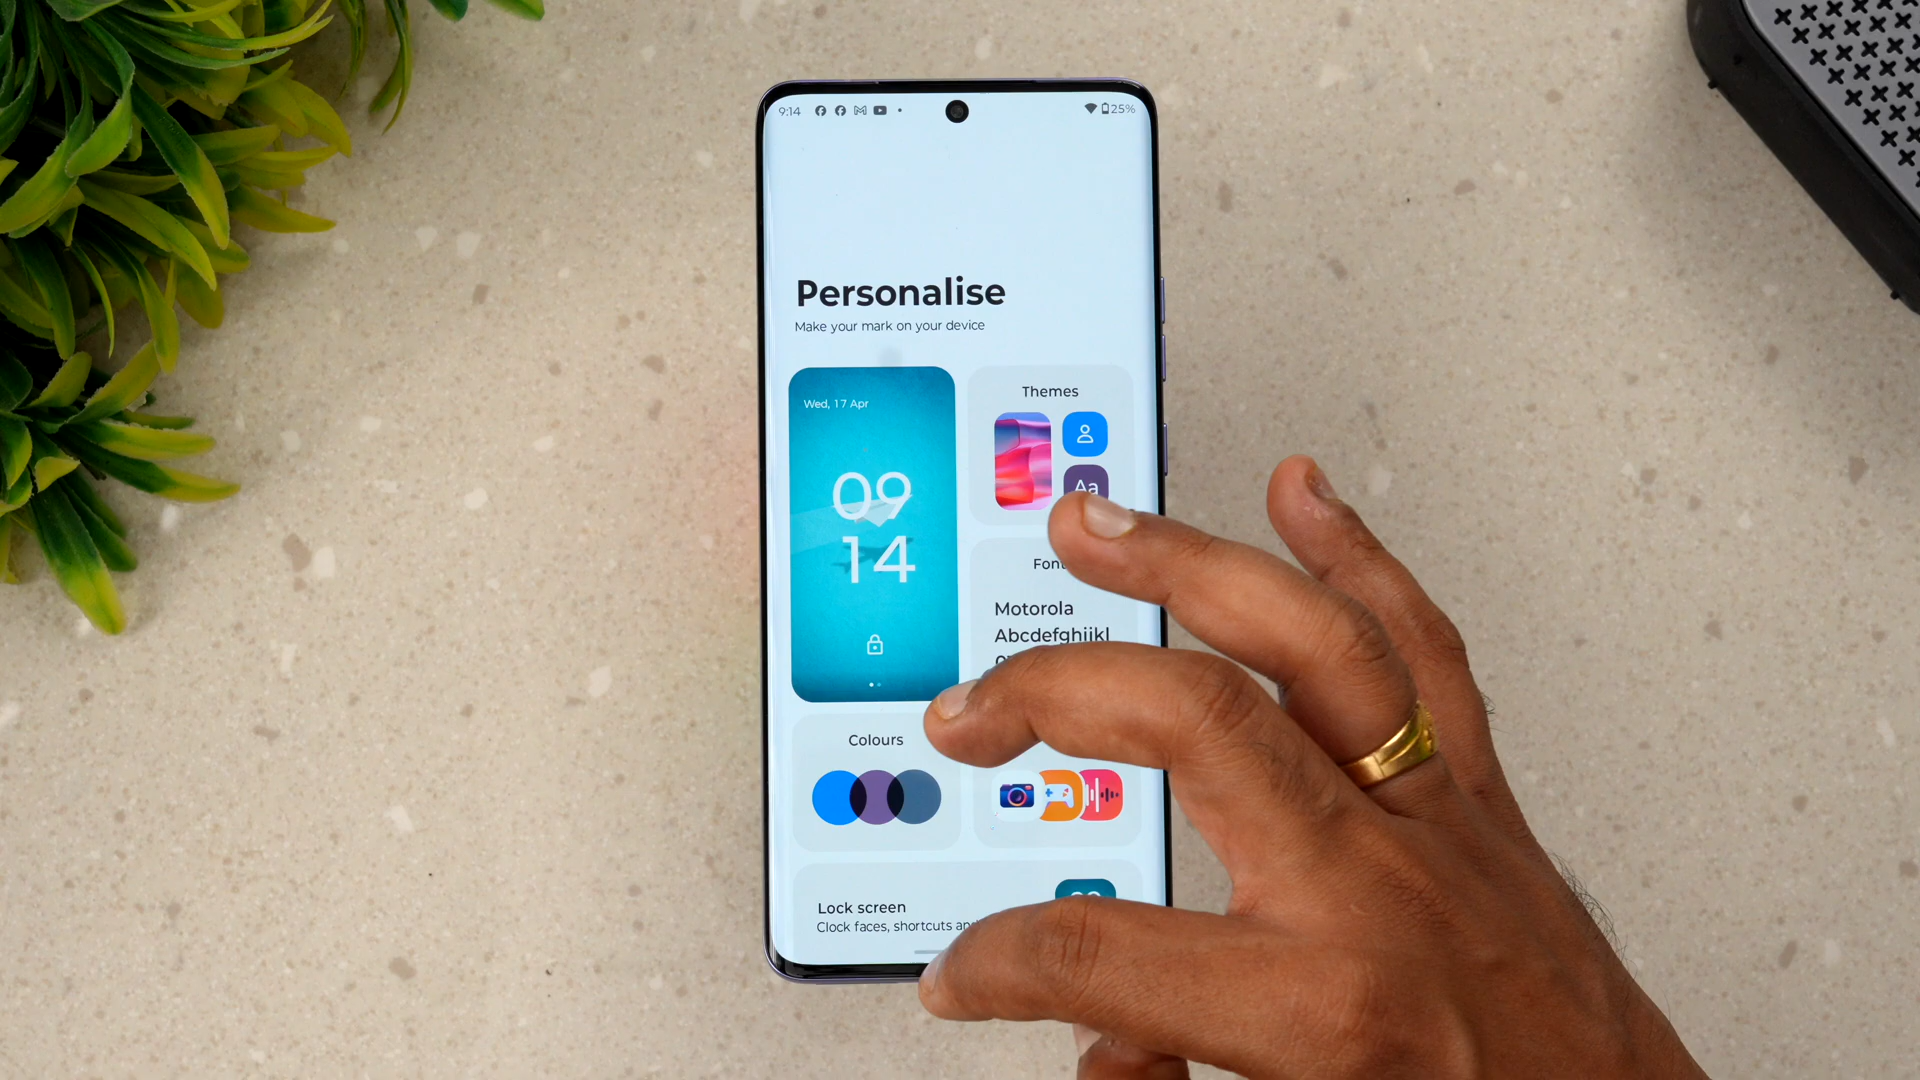 9:14
25%
Personalise
Make your mark on your device
Wed, 17 Apr
09
14
Themes
Aa
Motorola
Abcdefghijkl
Colours
Lock screen
Clock faces, shortcuts